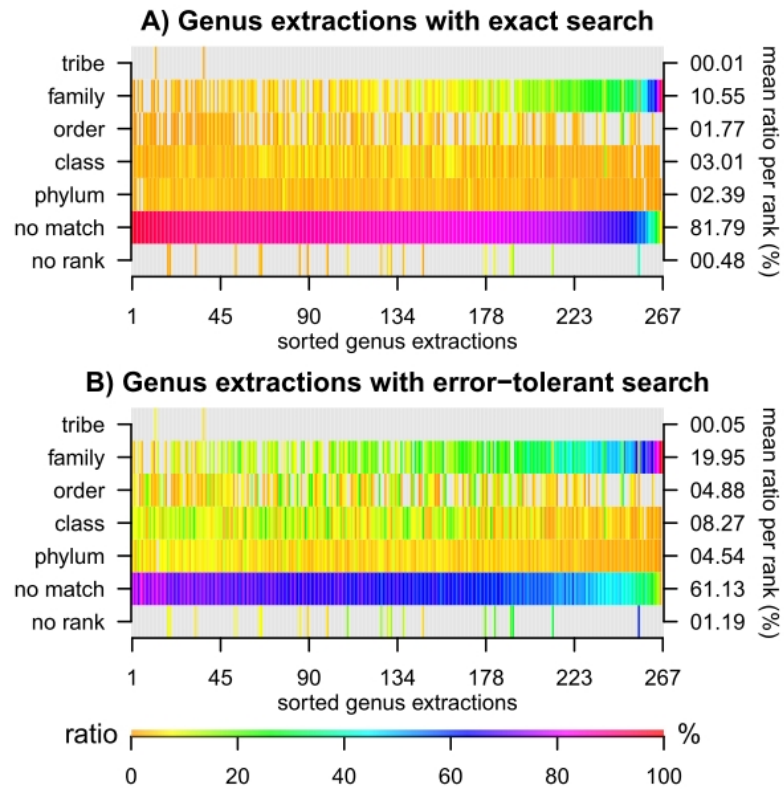 A) Genus extractions with exact search
tribe 00.01
family 10.55
order 01.77
class 03.01
phylum 02.39
no match 81.79
no rank 00.48
mean ratio per rank (%)
1 45 90 134 178 223 267
sorted genus extractions
B) Genus extractions with error−tolerant search
tribe 00.05
family 19.95
order 04.88
class 08.27
phylum 04.54
no match 61.13
no rank 01.19
mean ratio per rank (%)
1 45 90 134 178 223 267
sorted genus extractions
ratio %
0 20 40 60 80 100